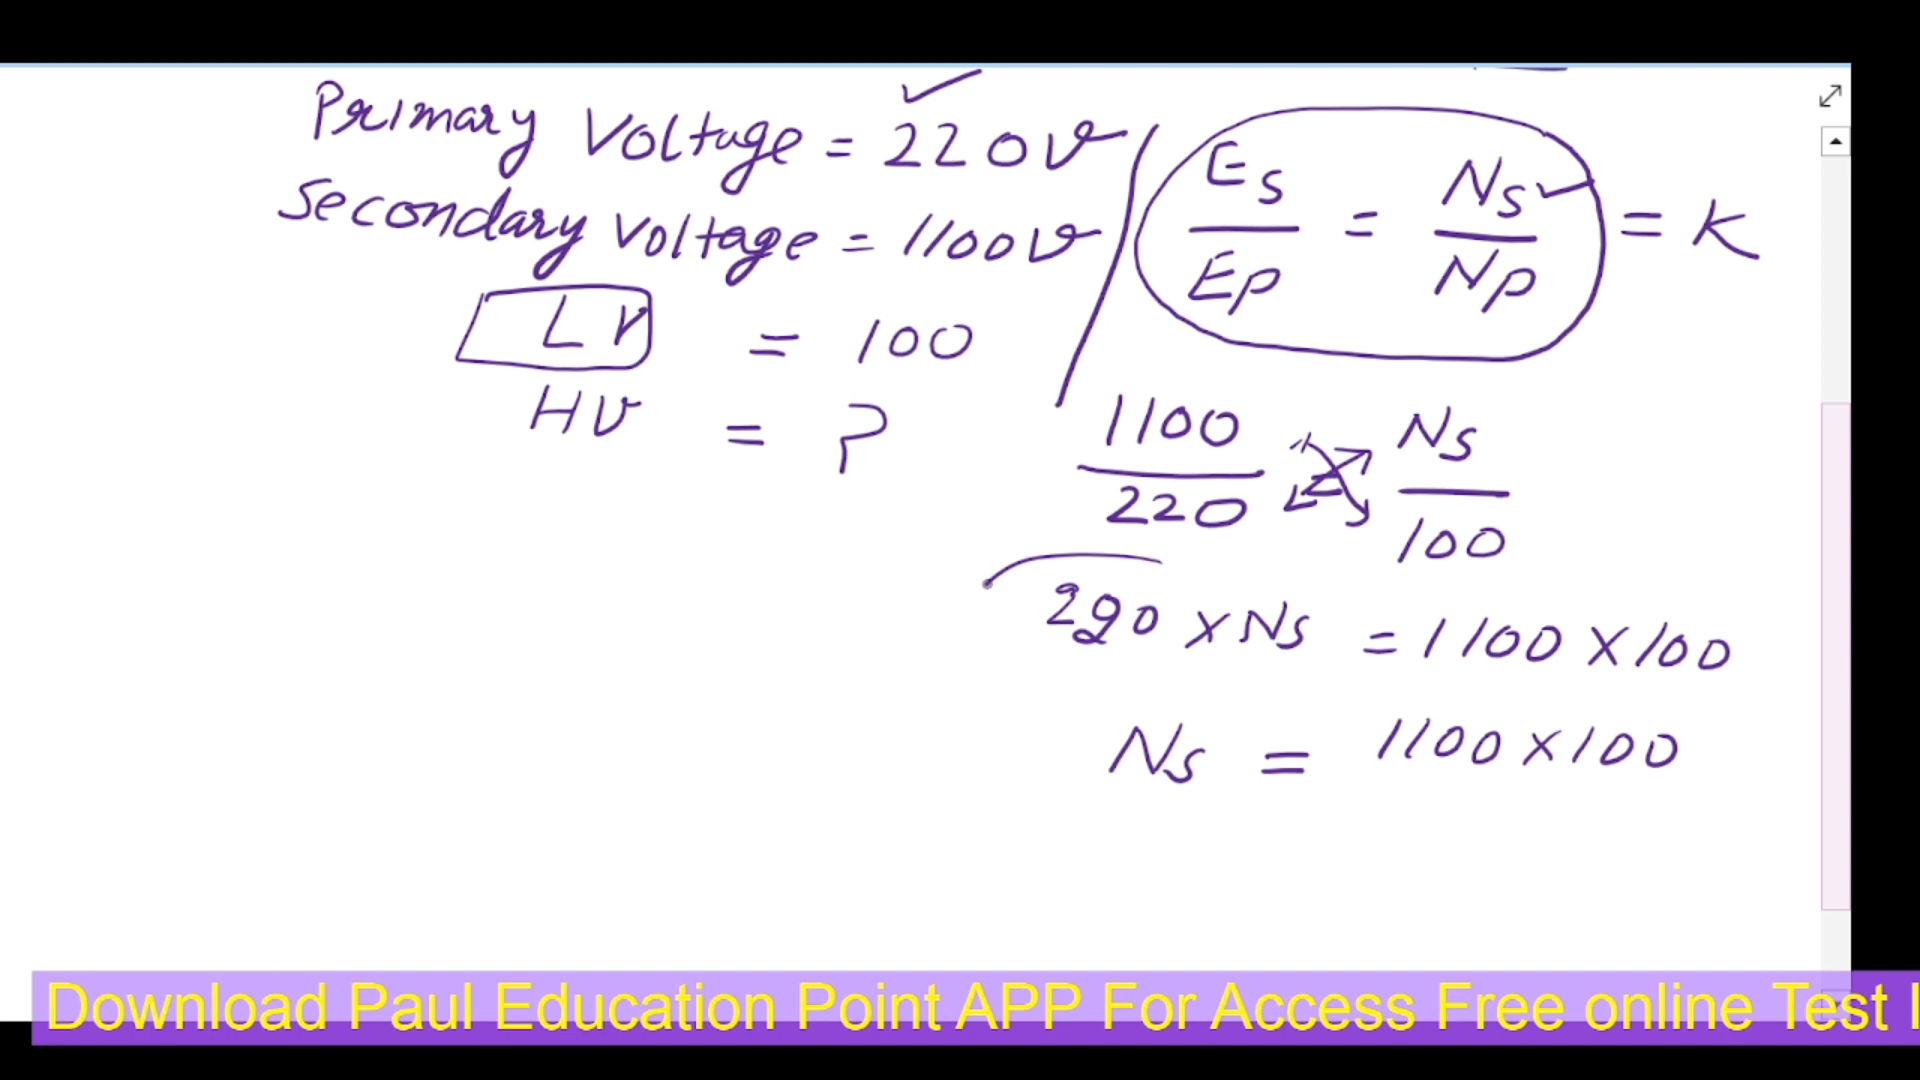 Primary Voltage = 220v
Secondary Voltage = 1100v
LV = 100
HV = ?
Es/Ep = Ns/Np = K
1100/220 = Ns/100
220 × Ns = 1100 × 100
Ns = 1100 × 100
Download Paul Education Point APP For Access Free online Test